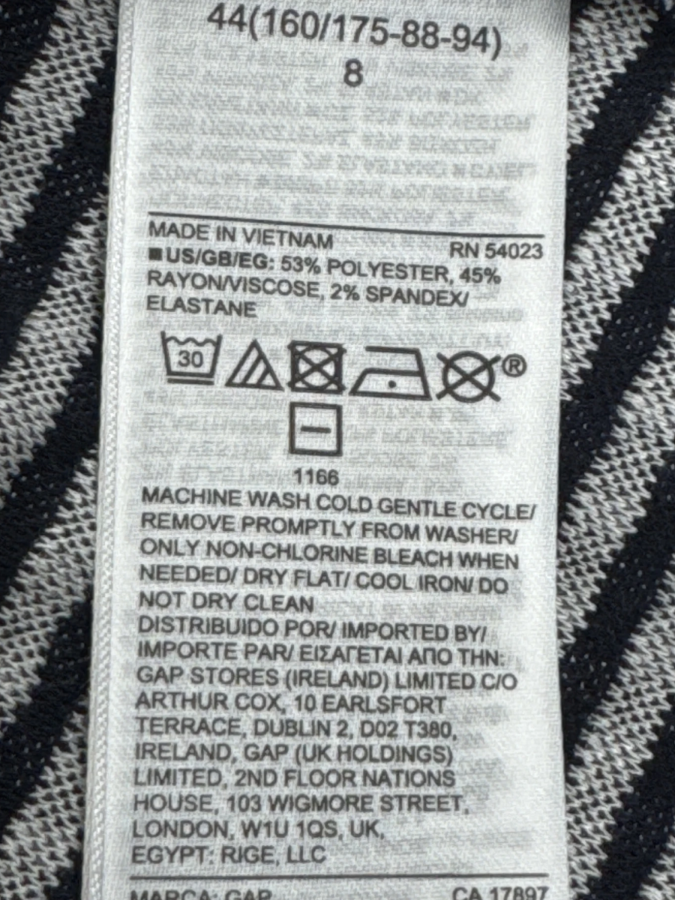 44(160/175-88-94)
8
MADE IN VIETNAM RN 54023
■US/GB/EG: 53% POLYESTER, 45%
RAYON/VISCOSE, 2% SPANDEX/
ELASTANE
30 ®
1166
MACHINE WASH COLD GENTLE CYCLE/
REMOVE PROMPTLY FROM WASHER/
ONLY NON-CHLORINE BLEACH WHEN
NEEDED/ DRY FLAT/ COOL IRON/ DO
NOT DRY CLEAN
DISTRIBUIDO POR/ IMPORTED BY/
IMPORTE PAR/ ΕΙΣΑΓΕΤΑΙ ΑΠΟ ΤΗΝ:
GAP STORES (IRELAND) LIMITED C/O
ARTHUR COX, 10 EARLSFORT
TERRACE, DUBLIN 2, D02 T380,
IRELAND, GAP (UK HOLDINGS)
LIMITED, 2ND FLOOR NATIONS
HOUSE, 103 WIGMORE STREET,
LONDON, W1U 1QS, UK,
EGYPT: RIGE, LLC
MARCA: GAP CA 17897